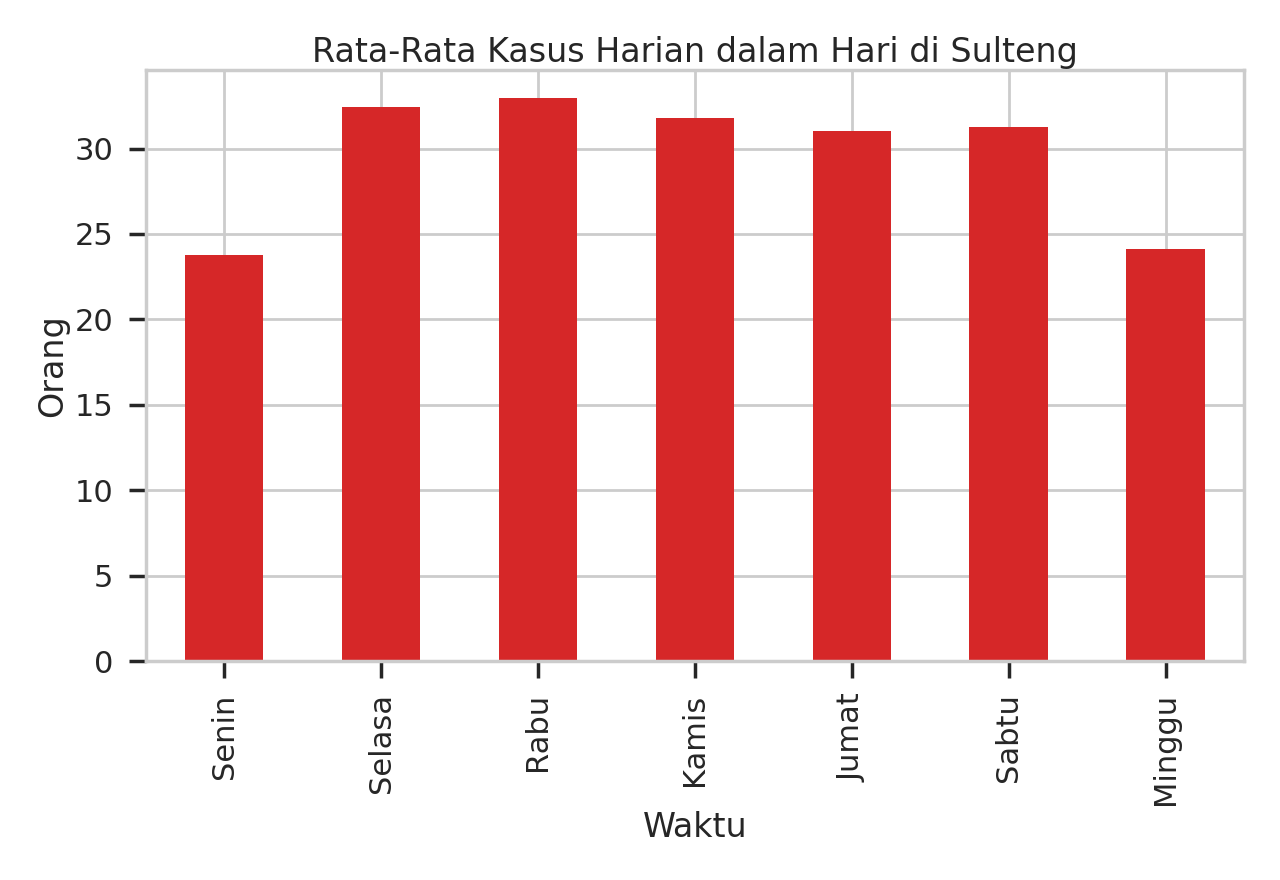 Rata-Rata Kasus Harian dalam Hari di Sulteng
30
25
20
15
10
5
0
Orang
Senin
Selasa
Rabu
Kamis
Jumat
Sabtu
Minggu
Waktu